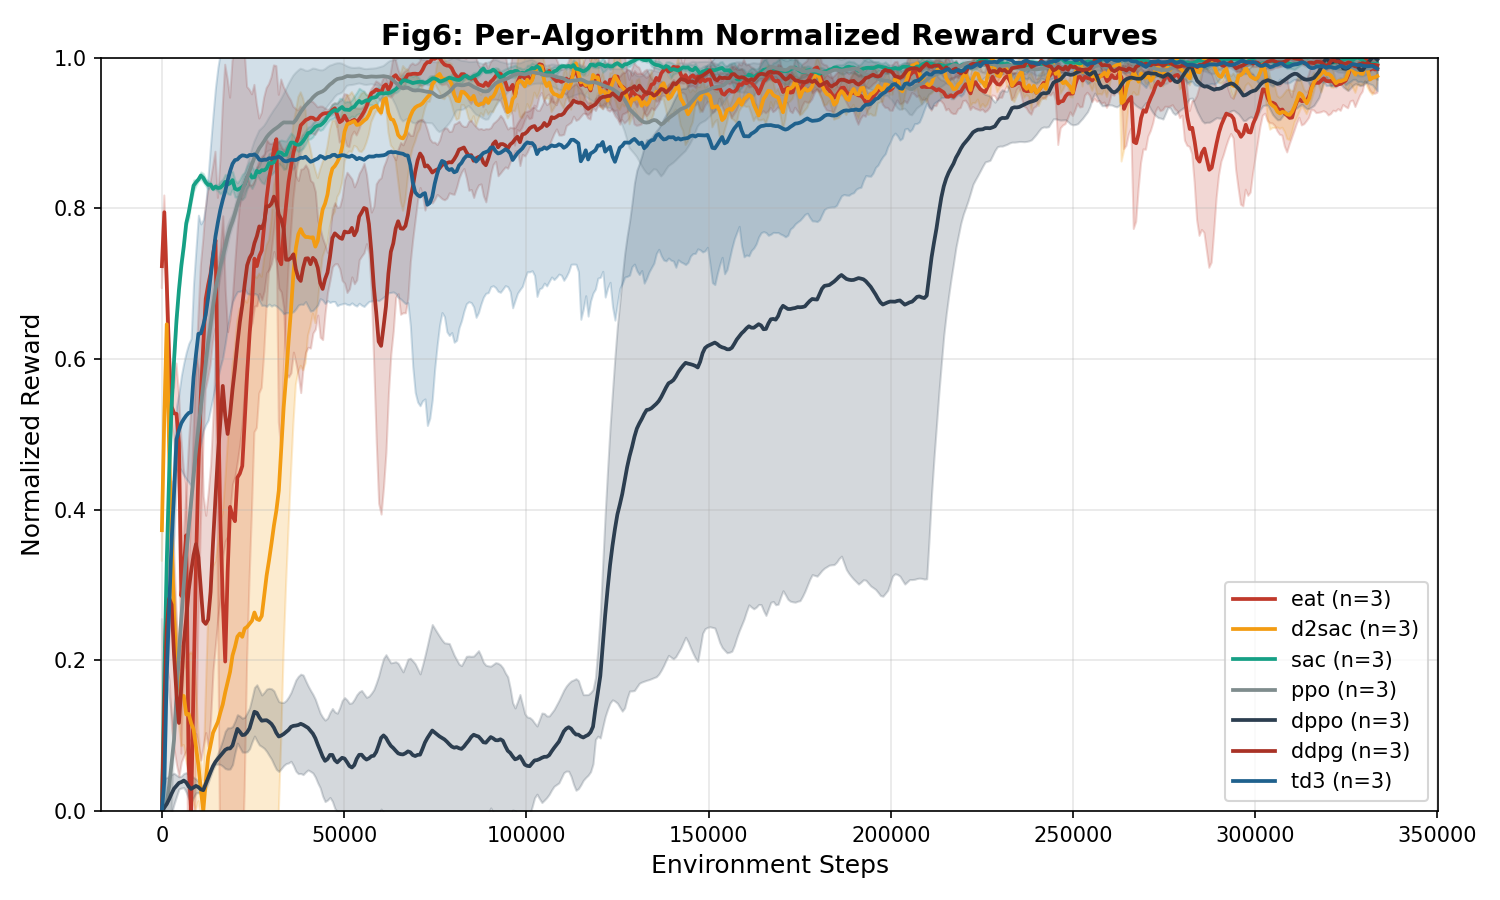 Fig6: Per-Algorithm Normalized Reward Curves
1.0
0.8
0.6
0.4
0.2
0.0
Normalized Reward
0 50000 100000 150000 200000 250000 300000 350000
Environment Steps
eat (n=3)
d2sac (n=3)
sac (n=3)
ppo (n=3)
dppo (n=3)
ddpg (n=3)
td3 (n=3)